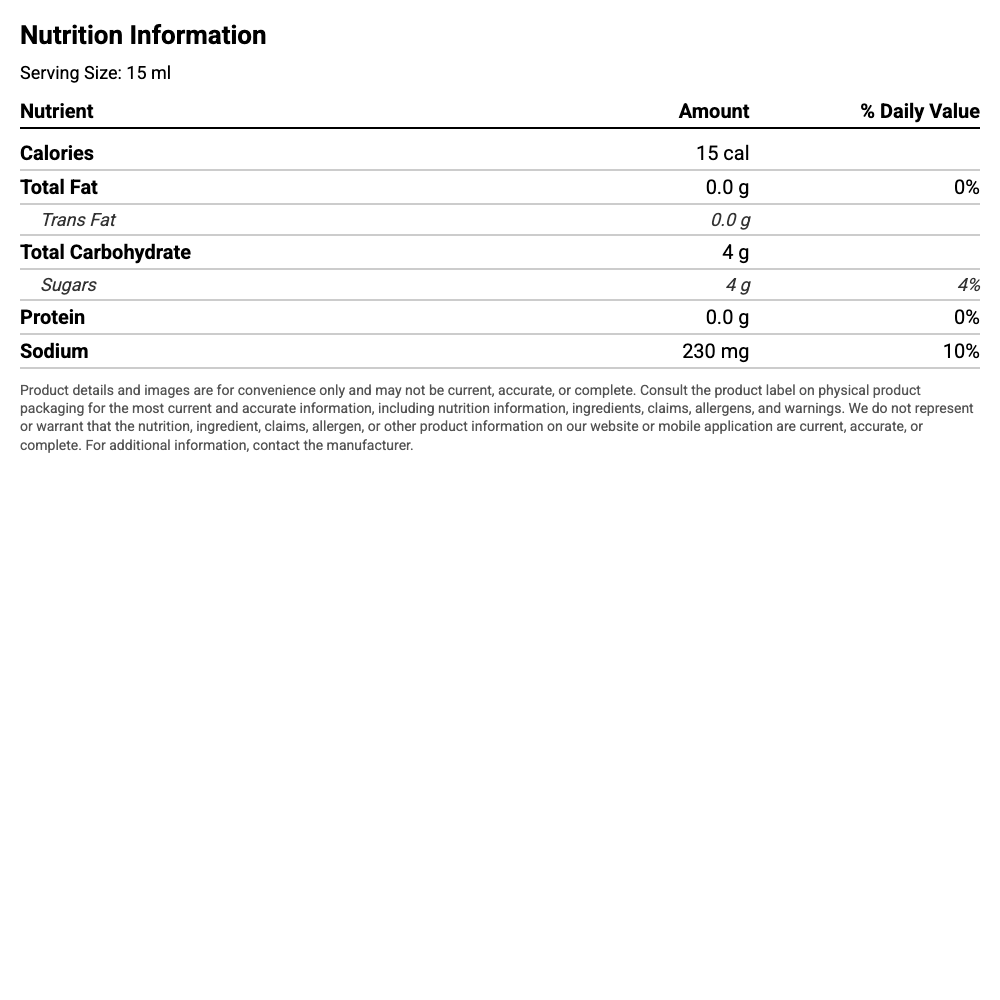 Nutrition Information
Serving Size: 15 ml
Nutrient Amount % Daily Value
Calories 15 cal
Total Fat 0.0 g 0%
Trans Fat 0.0 g
Total Carbohydrate 4 g
Sugars 4 g 4%
Protein 0.0 g 0%
Sodium 230 mg 10%
Product details and images are for convenience only and may not be current, accurate, or complete. Consult the product label on physical product
packaging for the most current and accurate information, including nutrition information, ingredients, claims, allergens, and warnings. We do not represent
or warrant that the nutrition, ingredient, claims, allergen, or other product information on our website or mobile application are current, accurate, or
complete. For additional information, contact the manufacturer.